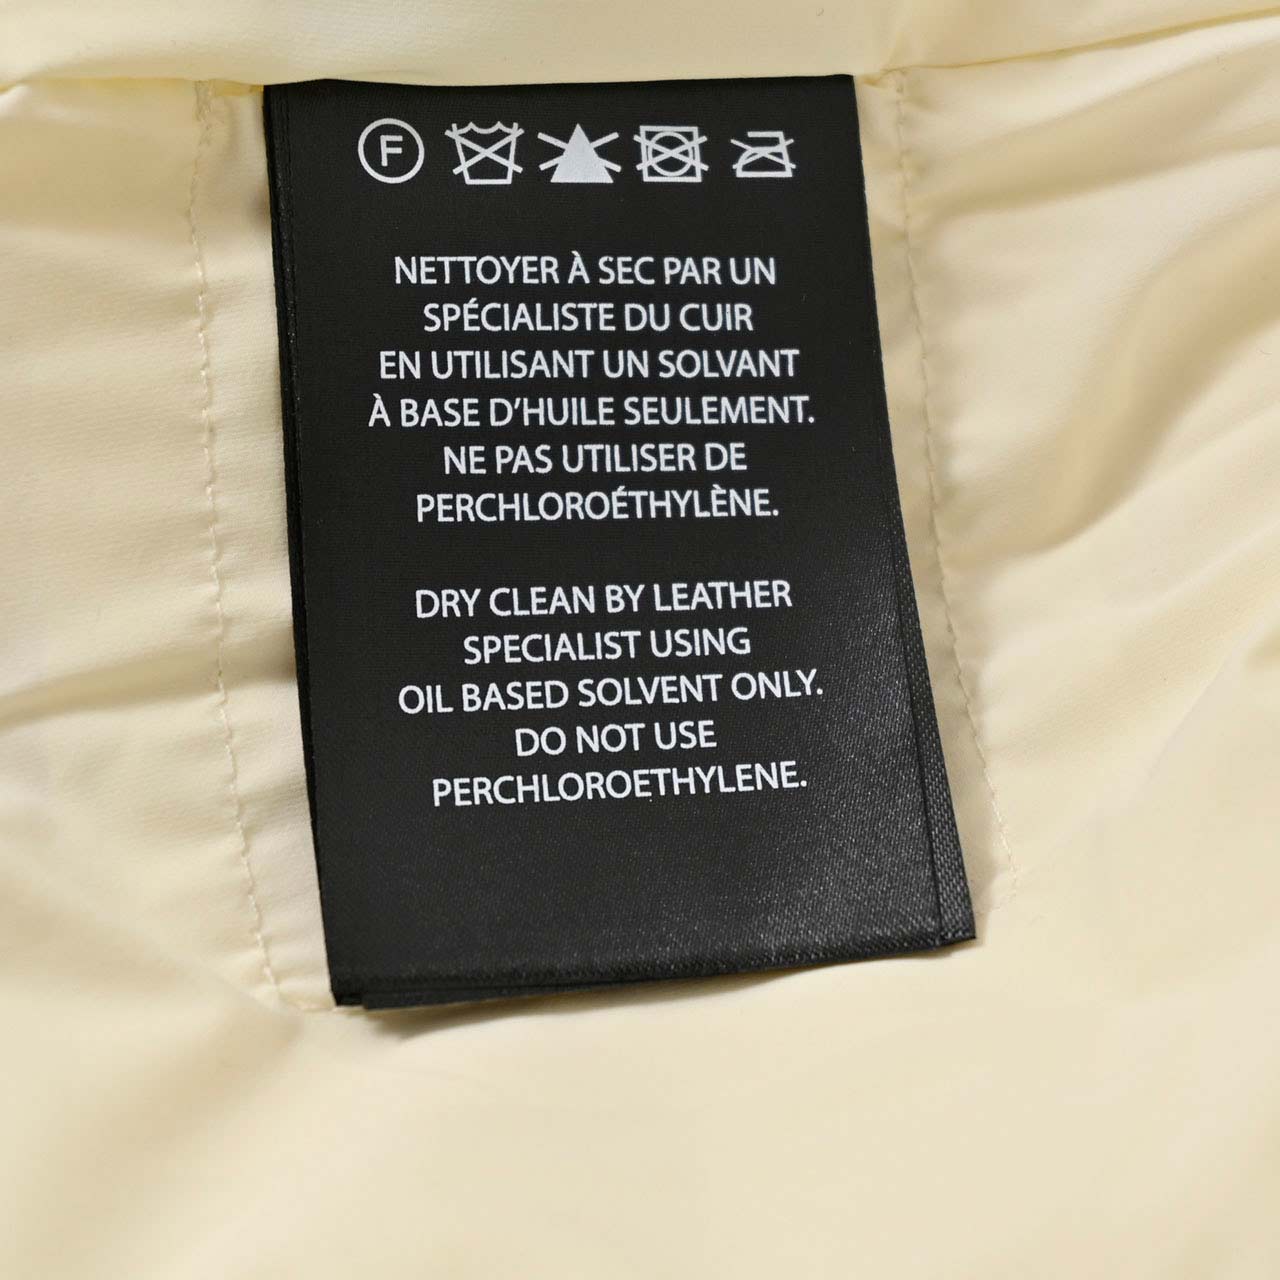 F
NETTOYER À SEC PAR UN
SPÉCIALISTE DU CUIR
EN UTILISANT UN SOLVANT
À BASE D'HUILE SEULEMENT.
NE PAS UTILISER DE
PERCHLOROÉTHYLÈNE.
DRY CLEAN BY LEATHER
SPECIALIST USING
OIL BASED SOLVENT ONLY.
DO NOT USE
PERCHLOROETHYLENE.